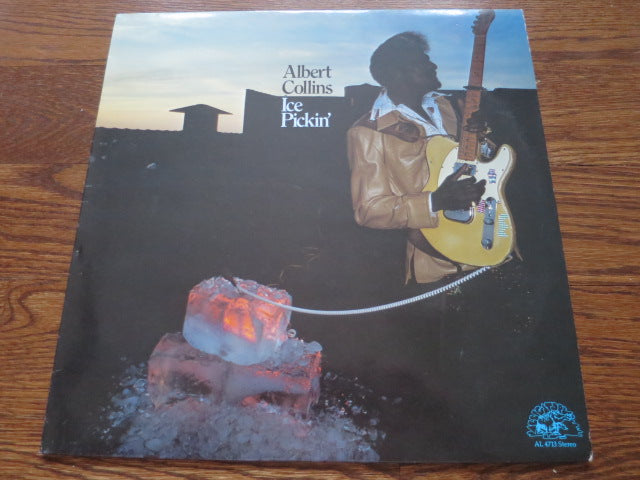 Albert
Collins
Ice
Pickin'
AL 4713 Stereo